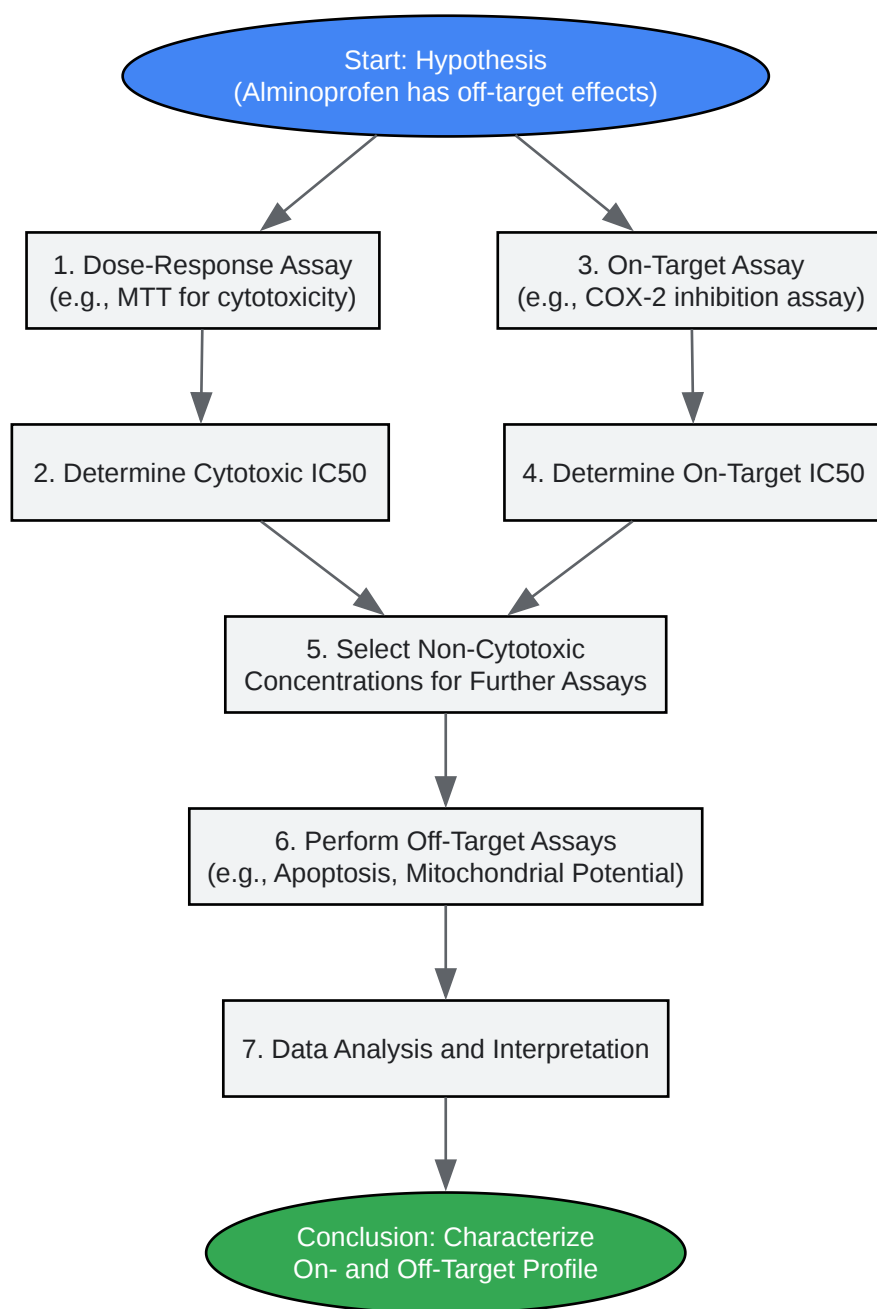 Start: Hypothesis
(Alminoprofen has off-target effects)
1. Dose-Response Assay
(e.g., MTT for cytotoxicity)
3. On-Target Assay
(e.g., COX-2 inhibition assay)
2. Determine Cytotoxic IC50
4. Determine On-Target IC50
5. Select Non-Cytotoxic
Concentrations for Further Assays
6. Perform Off-Target Assays
(e.g., Apoptosis, Mitochondrial Potential)
7. Data Analysis and Interpretation
Conclusion: Characterize
On- and Off-Target Profile